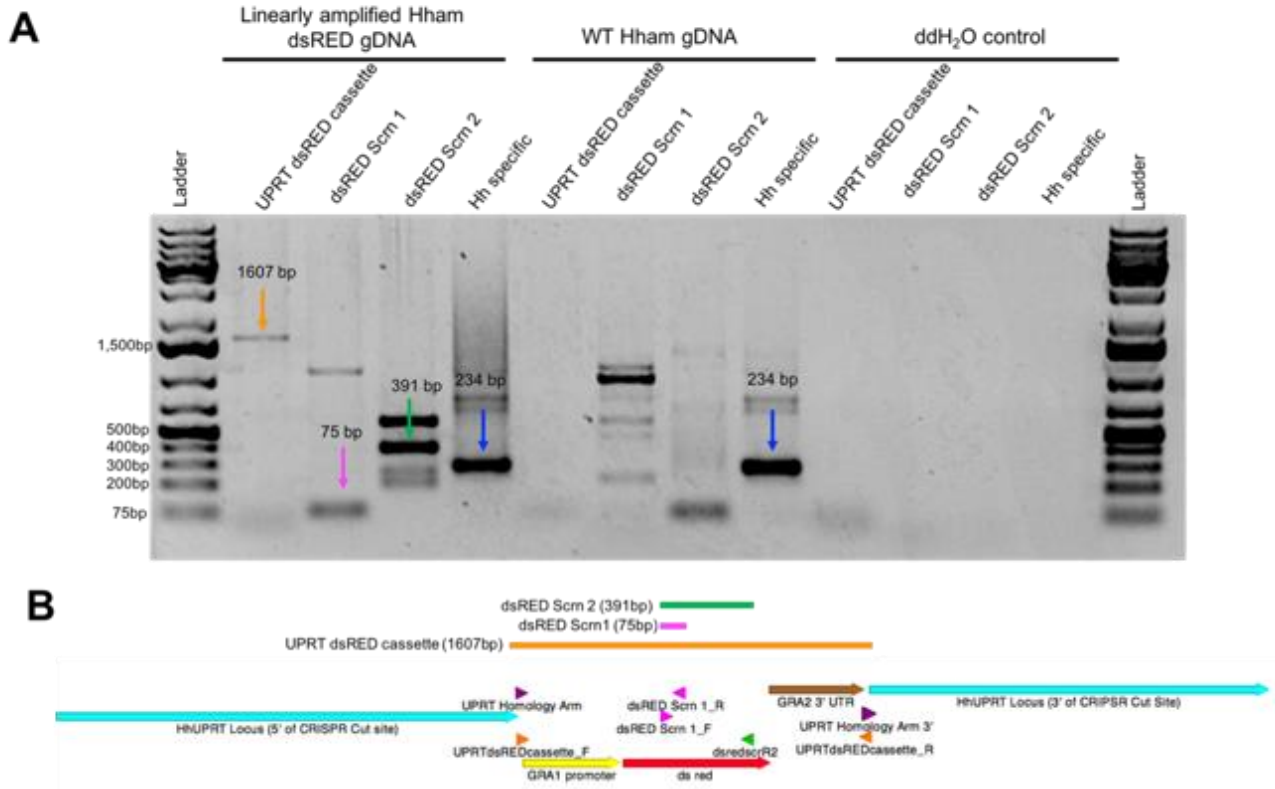 A
Linearly amplified Hham
dsRED gDNA
WT Hham gDNA
ddH₂O control
Ladder
UPRT dsRED cassette
dsRED Scrn 1
dsRED Scrn 2
Hh specific
UPRT dsRED cassette
dsRED Scrn 1
dsRED Scrn 2
Hh specific
UPRT dsRED cassette
dsRED Scrn 1
dsRED Scrn 2
Hh specific
Ladder
1607 bp
1,500bp
391 bp
234 bp
234 bp
75 bp
500bp
400bp
300bp
200bp
75bp
B
dsRED Scrn 2 (391bp)
dsRED Scrn1 (75bp)
UPRT dsRED cassette (1607bp)
UPRT Homology Arm
dsRED Scrn 1_R
GRA2 3' UTR
HhUPRT Locus (3' of CRIPSR Cut Site)
HhUPRT Locus (5' of CRISPR Cut site)
dsRED Scrn 1_F
UPRT Homology Arm 3'
UPRTdsREDcassette_F
dsredscrR2
UPRTdsREDcassette_R
GRA1 promoter
ds red